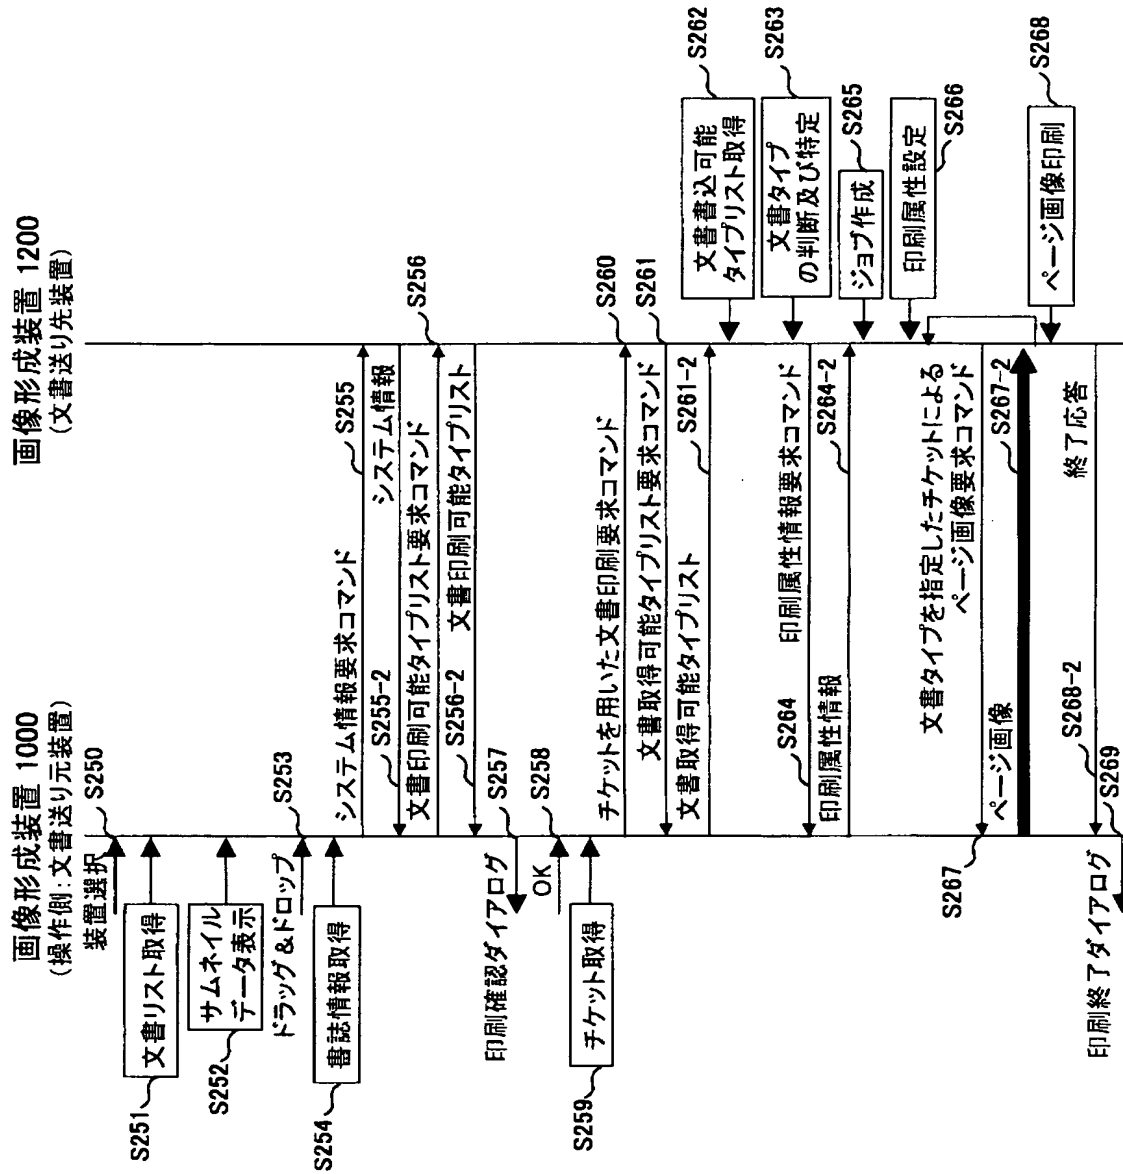 画像形成装置 1000
(操作側:文書送り元装置)
画像形成装置 1200
(文書送り先装置)
装置選択
S250
文書リスト取得
S251
サムネイル
データ表示
S252
ドラッグ&ドロップ
S253
書誌情報取得
S254
システム情報要求コマンド
S255
S255-2
システム情報
文書印刷可能タイプリスト要求コマンド
S256
S256-2
文書印刷可能タイプリスト
印刷確認ダイアログ
S257
OK
S258
チケット取得
S259
チケットを用いた文書印刷要求コマンド
S260
文書取得可能タイプリスト要求コマンド
S261
文書取得可能タイプリスト
S261-2
文書書込可能
タイプリスト取得
S262
文書タイプ
の判断及び特定
S263
S264
印刷属性情報要求コマンド
印刷属性情報
S264-2
ジョブ作成
S265
印刷属性設定
S266
文書タイプを指定したチケットによる
ページ画像要求コマンド
S267
ページ画像
S267-2
ページ画像印刷
S268
S268-2
終了応答
印刷終了ダイアログ
S269